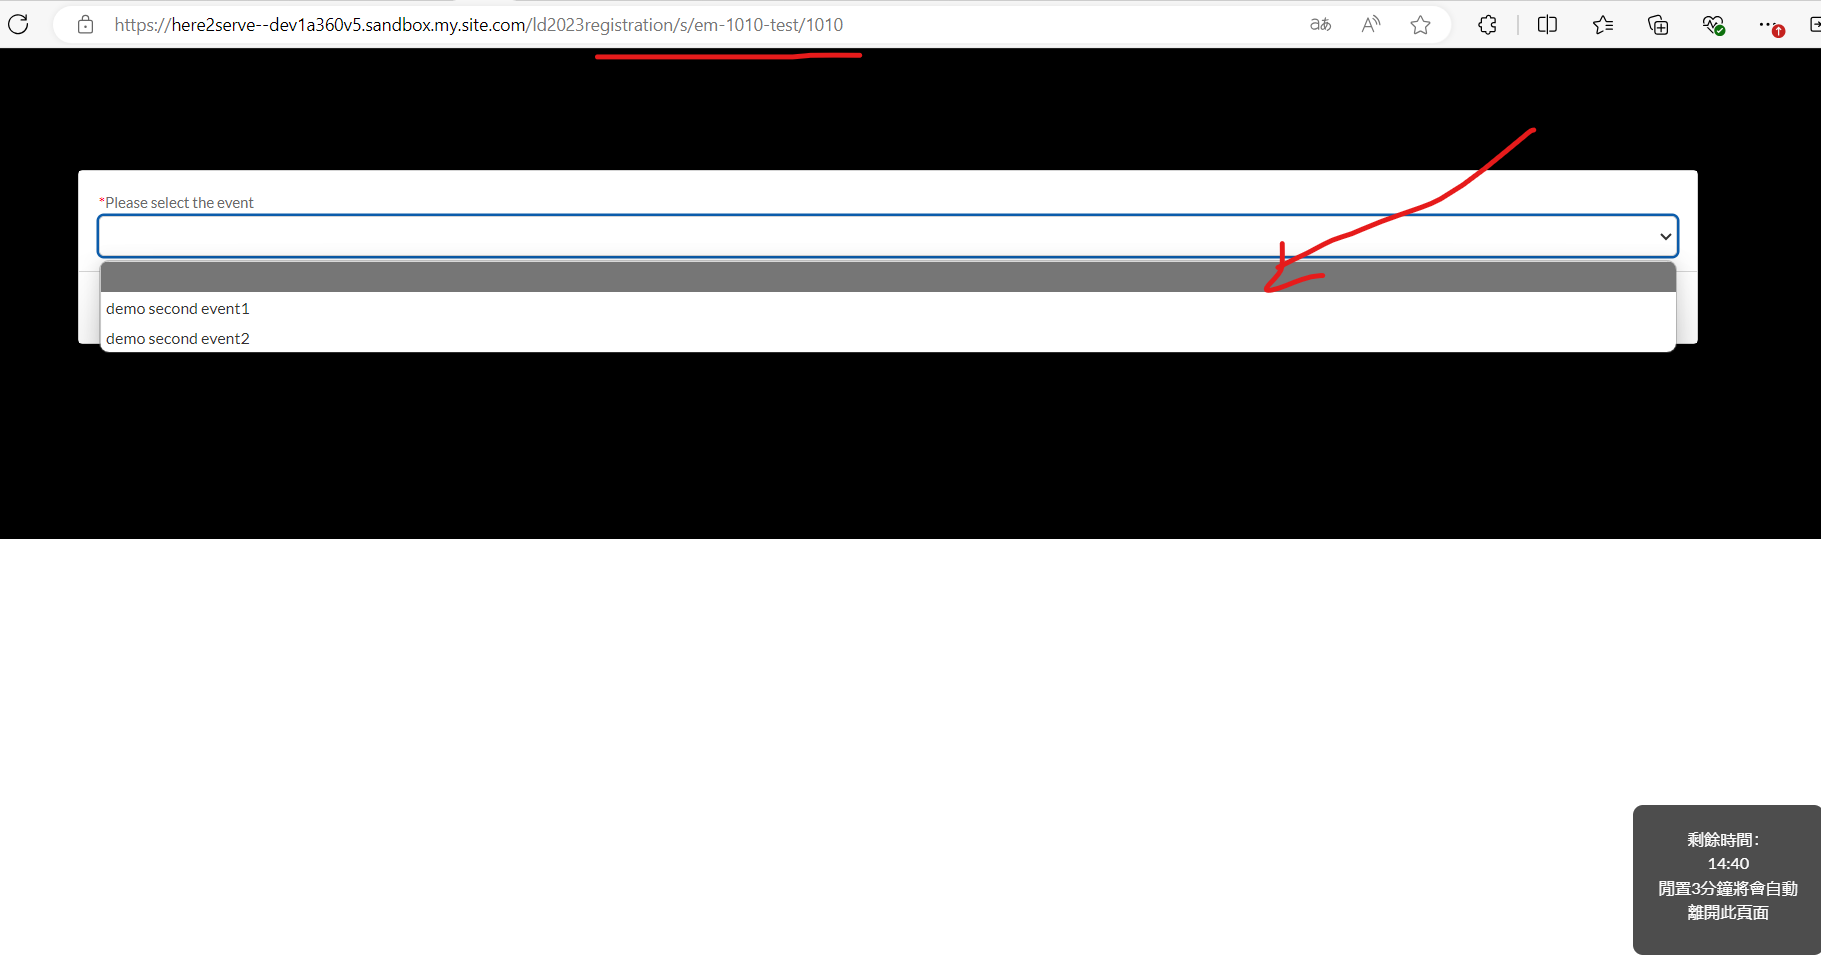 https://here2serve--dev1a360v5.sandbox.my.site.com/ld2023registration/s/em-1010-test/1010
aあ
A
*Please select the event
demo second event1
demo second event2
剩餘時間:
14:40
閒置3分鐘將會自動
離開此頁面